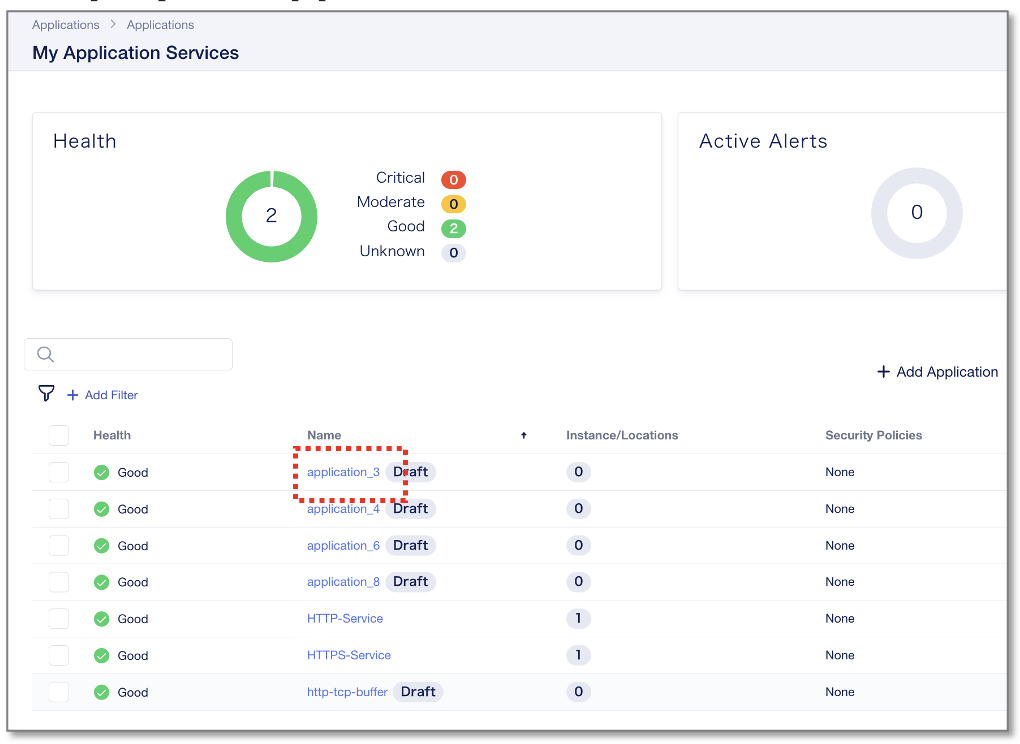 Applications > Applications
My Application Services
Health
2
Critical 0
Moderate 0
Good 2
Unknown 0
Active Alerts
0
+ Add Application
+ Add Filter
Health Name Instance/Locations Security Policies
Good application_3 Draft 0 None
Good application_4 Draft 0 None
Good application_6 Draft 0 None
Good application_8 Draft 0 None
Good HTTP-Service 1 None
Good HTTPS-Service 1 None
Good http-tcp-buffer Draft 0 None